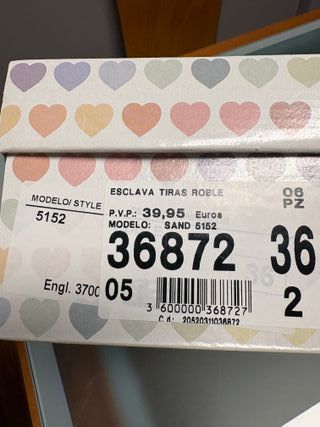 ESCLAVA TIRAS ROBLE
06
PZ
MODELO/ STYLE
5152
P.V.P.: 39,95 Euros
MODELO: SAND 5152
36872
36
Engl. 3700
05
2
3 600000 368727
C.d.: 20520311036872